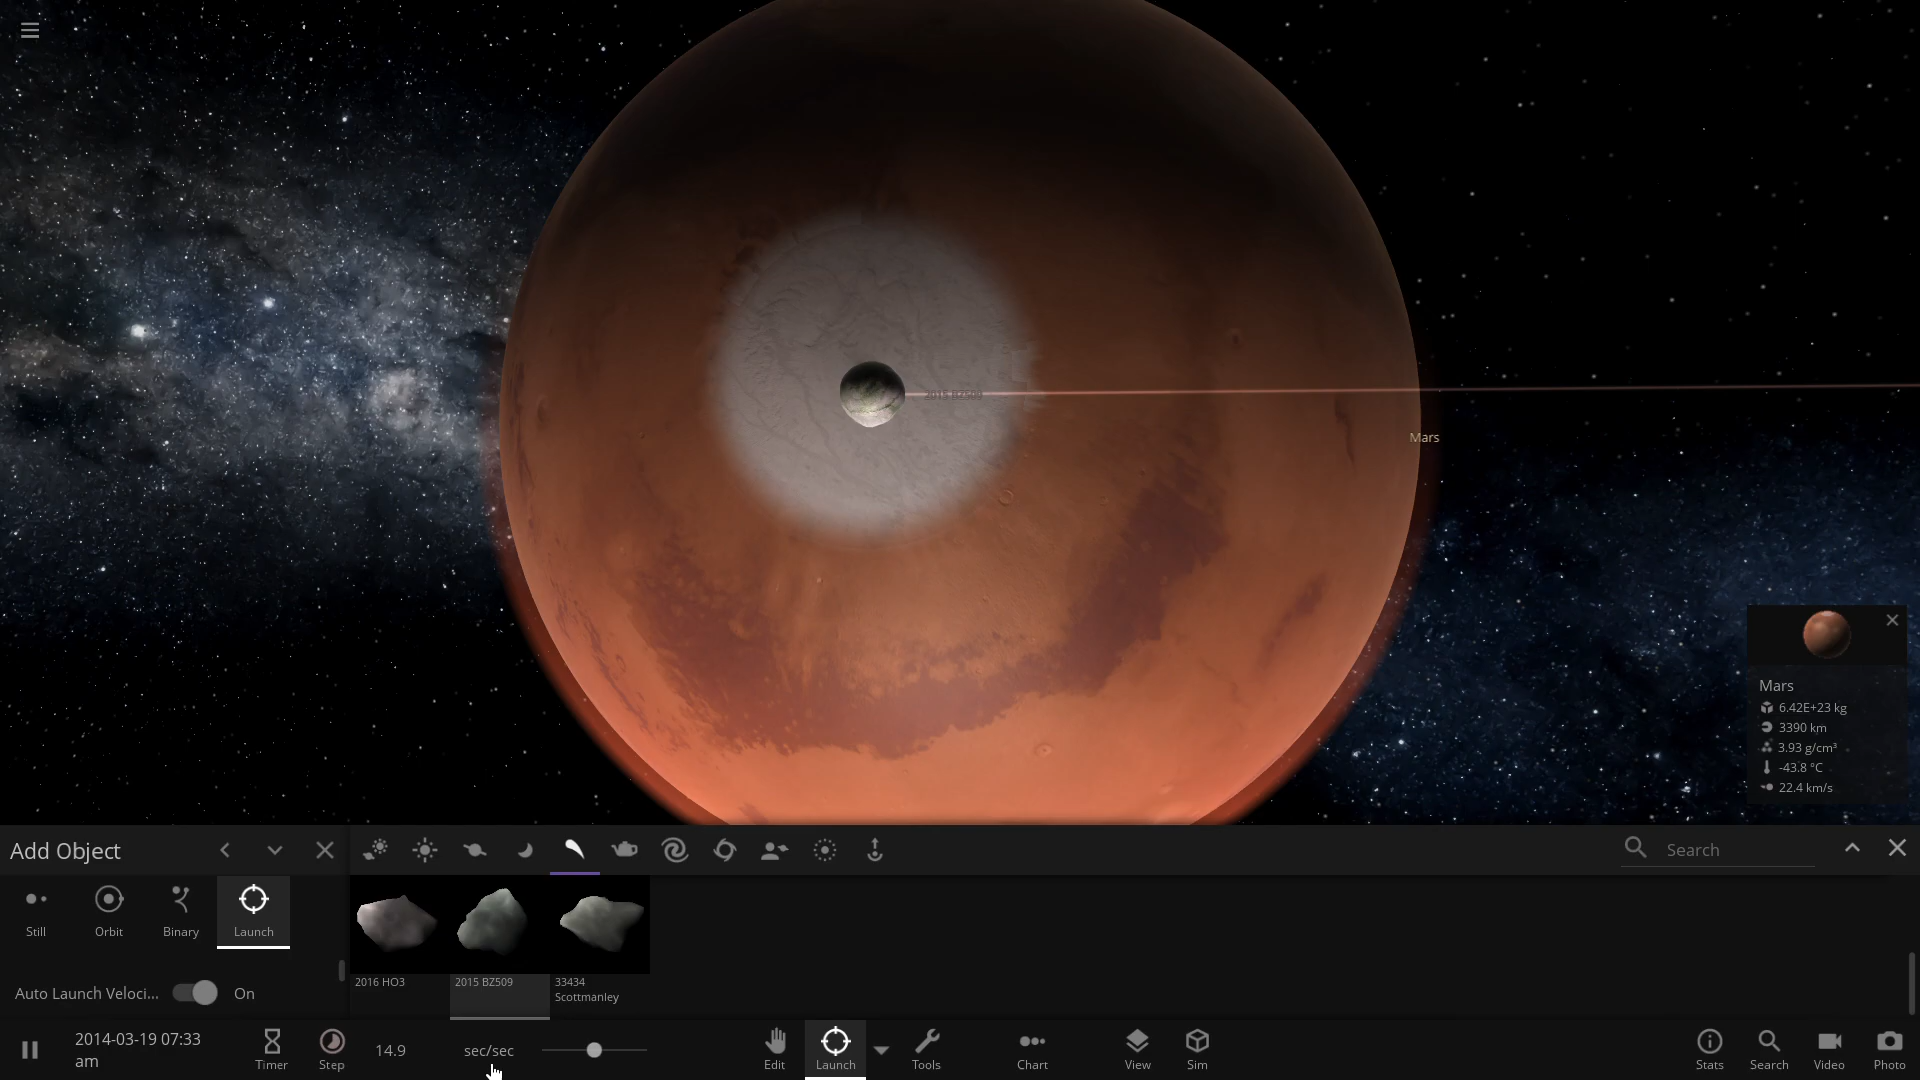 2015 BZ509
Mars
Mars
6.42E+23 kg
3390 km
3.93 g/cm³
-43.8 °C
22.4 km/s
Add Object
Search
Still
Orbit
Binary
Launch
2016 HO3
2015 BZ509
33434
Scottmanley
Auto Launch Veloci...
On
2014-03-19 07:33
am
Timer
Step
14.9
sec/sec
Edit
Launch
Tools
Chart
View
Sim
Stats
Search
Video
Photo